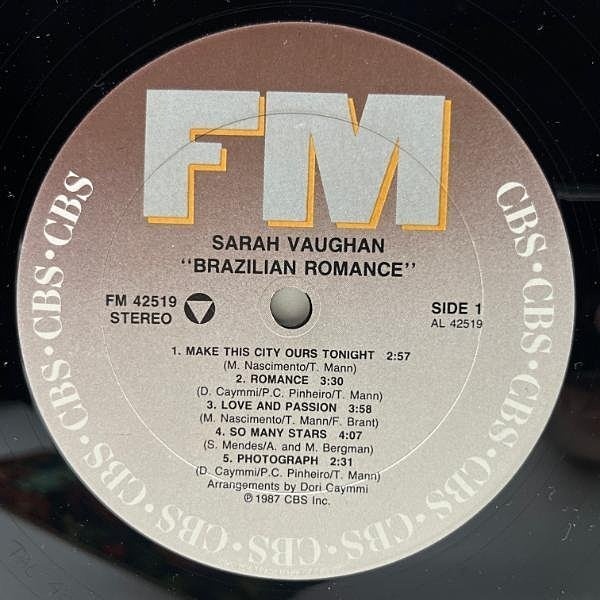 FM
SARAH VAUGHAN
"BRAZILIAN ROMANCE"
FM 42519
STEREO
SIDE 1
AL 42519
1. MAKE THIS CITY OURS TONIGHT 2:57
(M. Nascimento/T. Mann)
2. ROMANCE 3:30
(D. Caymmi/P.C. Pinheiro/T. Mann)
3. LOVE AND PASSION 3:58
(M. Nascimento/T. Mann/F. Brant)
4. SO MANY STARS 4:07
(S. Mendes/A. and M. Bergman)
5. PHOTOGRAPH 2:31
(D. Caymmi/P.C. Pinheiro/T. Mann)
Arrangements by Dori Caymmi
℗ 1987 CBS Inc.
CBS • CBS • CBS • CBS • CBS • CBS • CBS • CBS • CBS • CBS • CBS